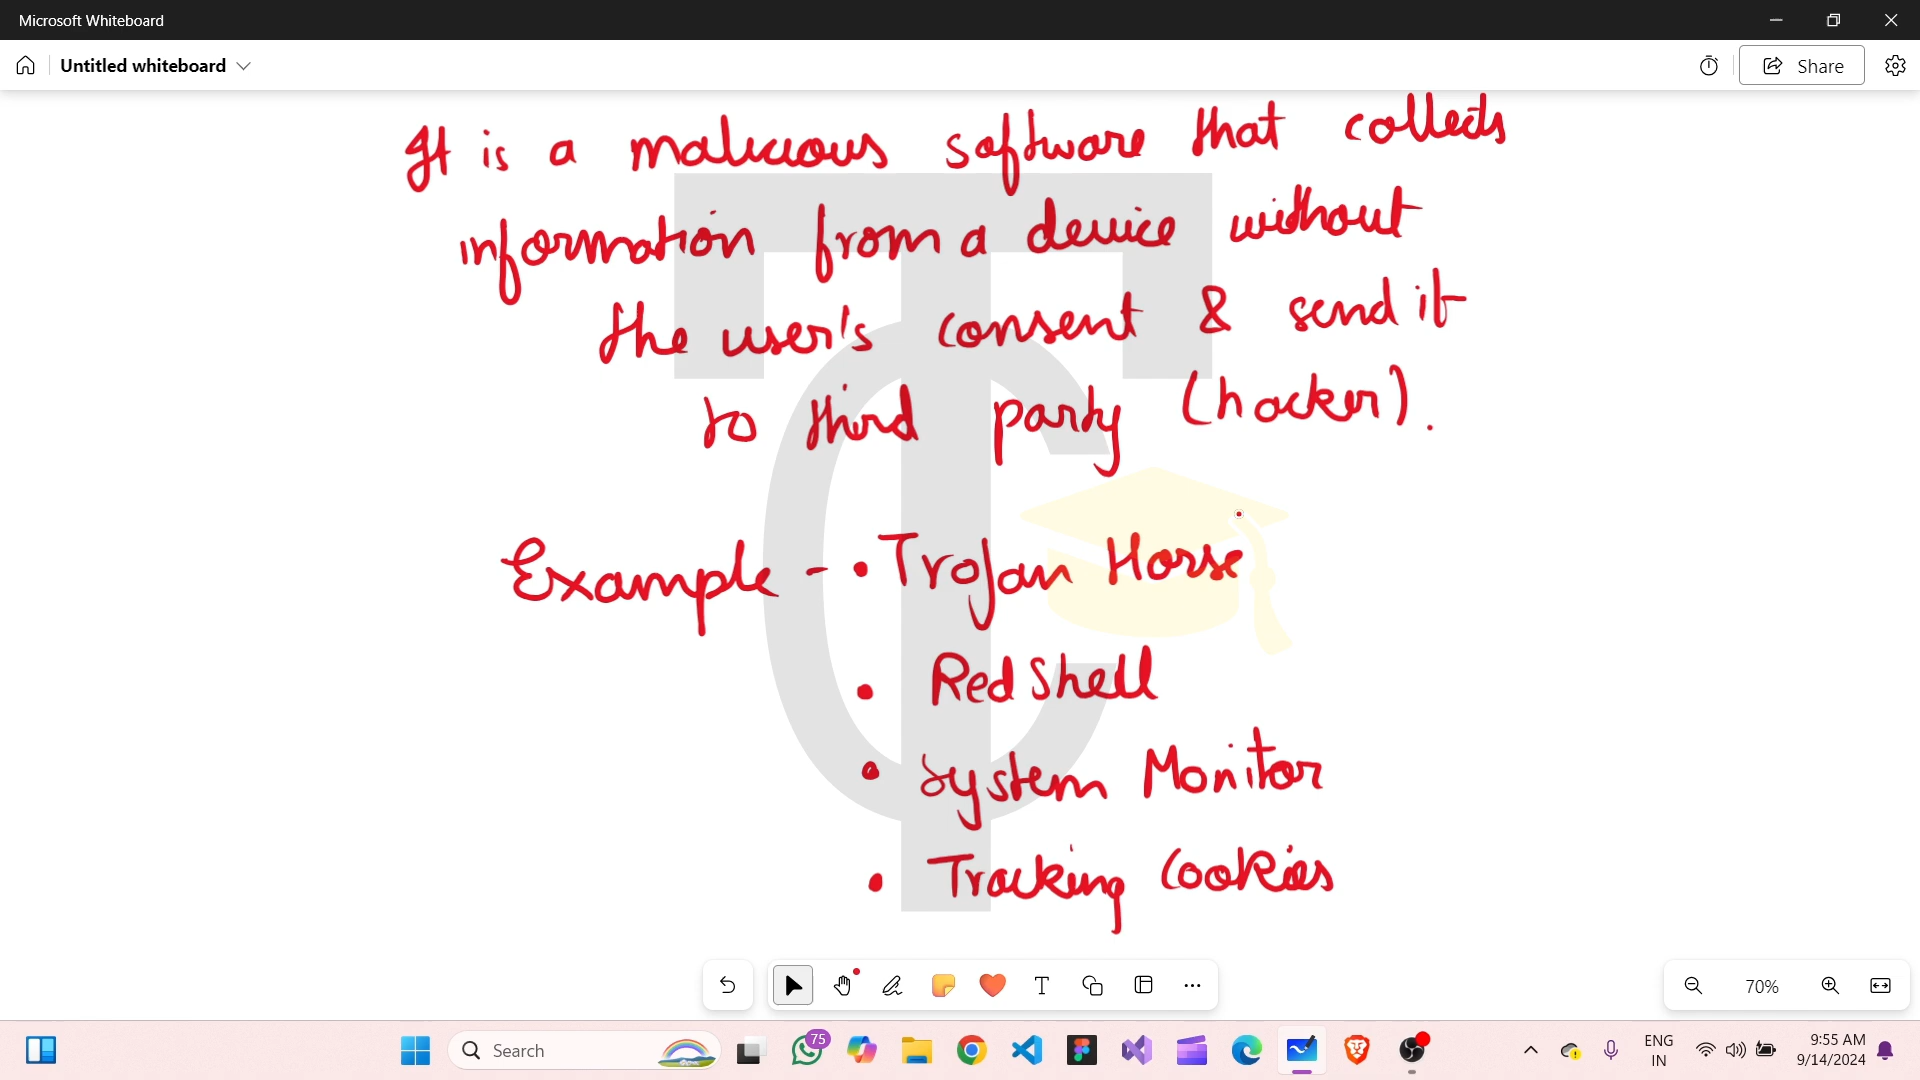 Microsoft Whiteboard
Untitled whiteboard
Share
It is a malicious software that collects
information from a device without
the user's consent & send it
to third party (hacker).
Example - • Trojan Horse
• Red Shell
• System Monitor
• Tracking Cookies
70%
Search
75
ENG
IN
9:55 AM
9/14/2024